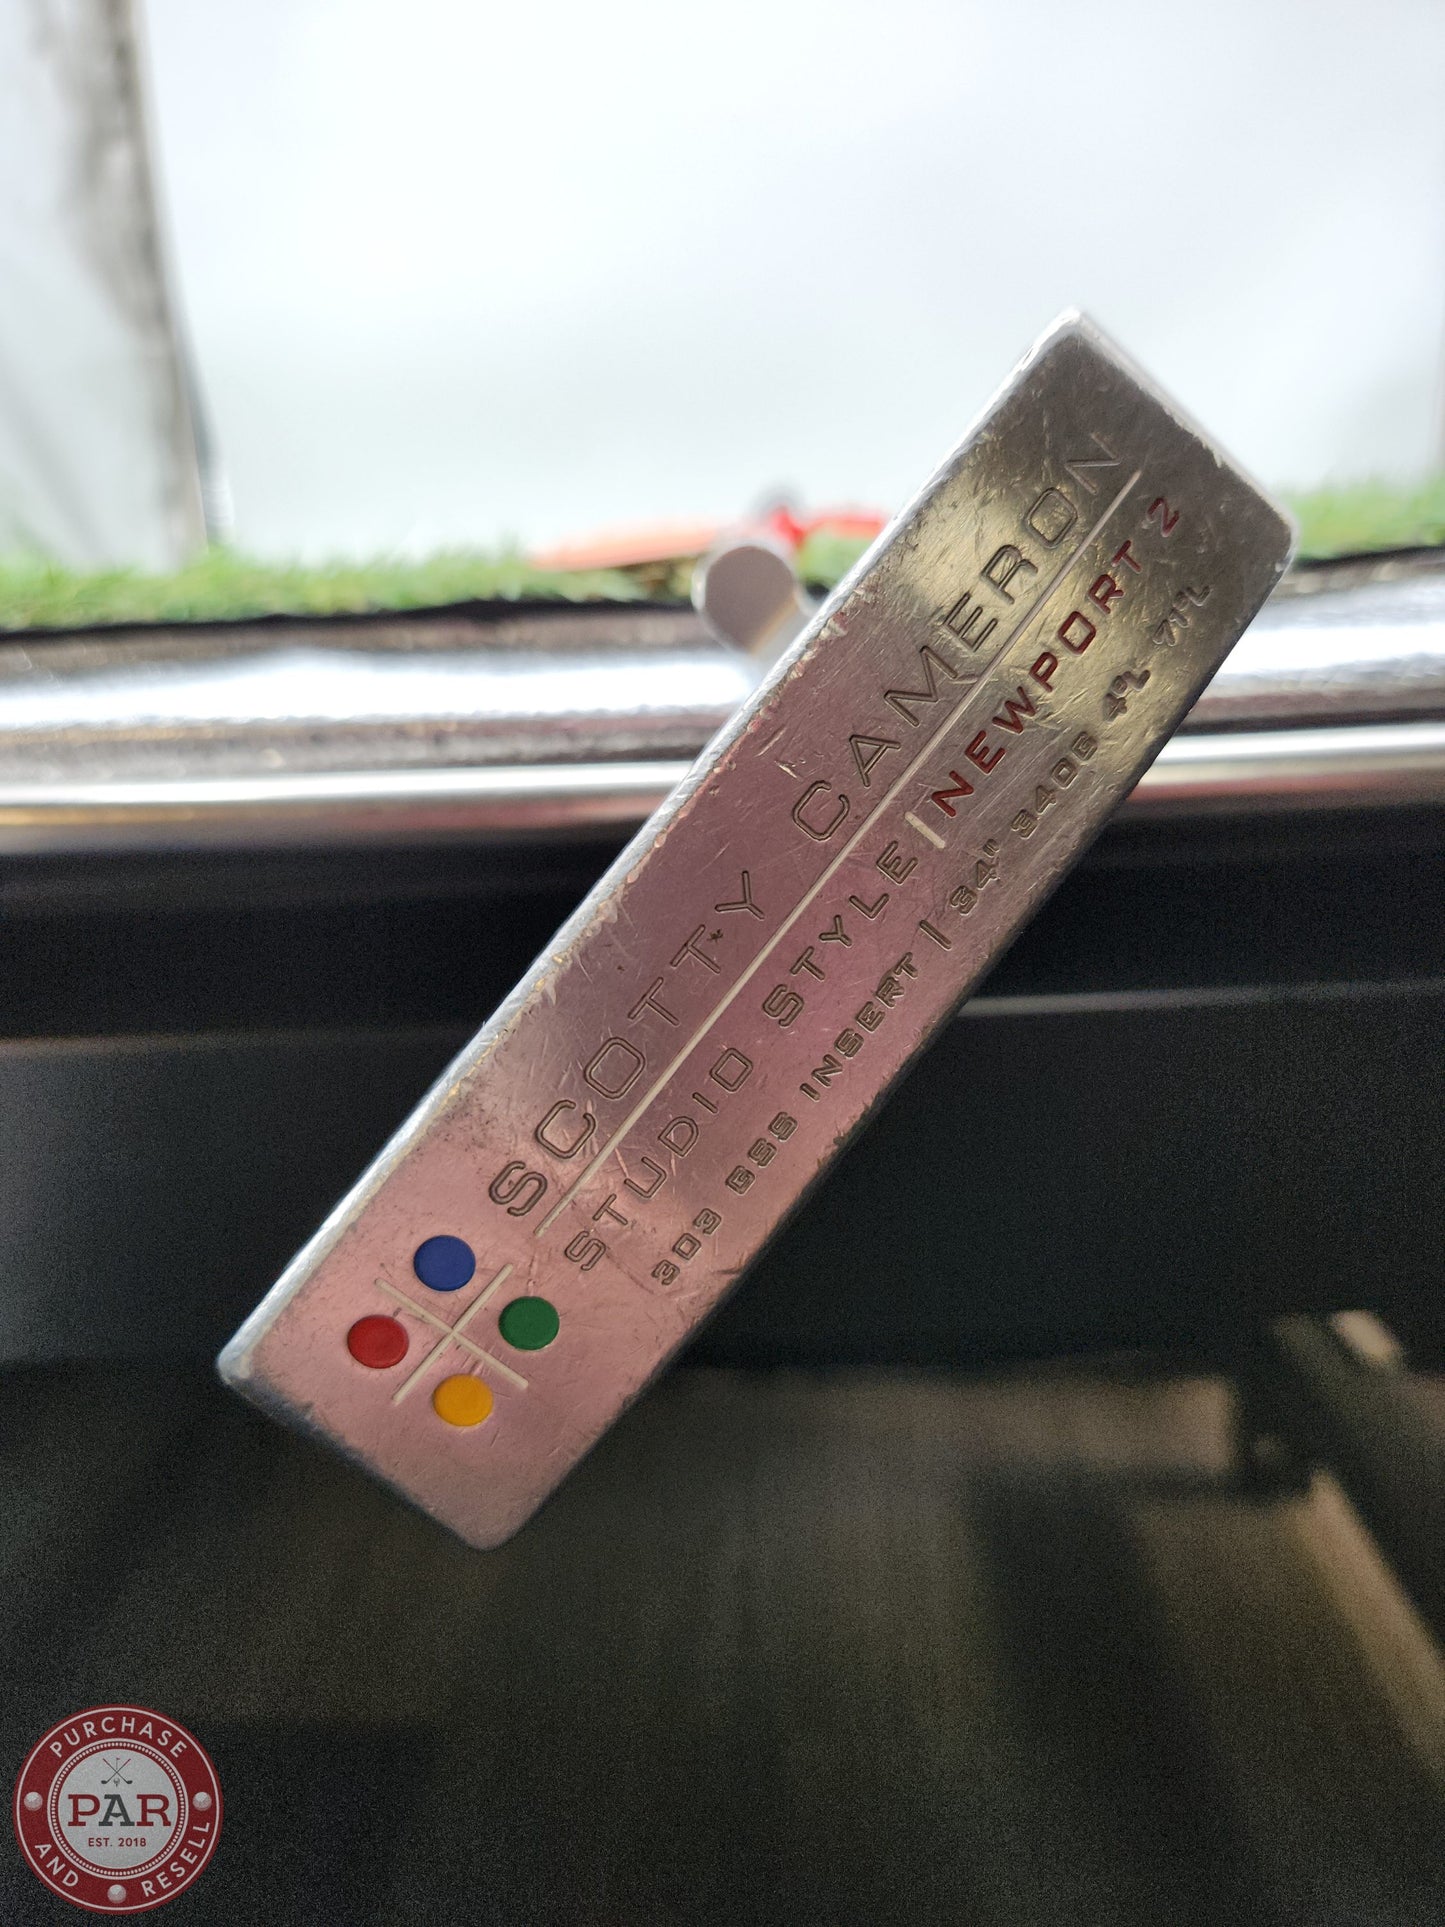 SCOTTY CAMERON
STUDIO STYLE | NEWPORT 2
303 GSS INSERT | 34" 340G 4°L 71°L
PURCHASE
PAR
EST. 2018
AND RESELL